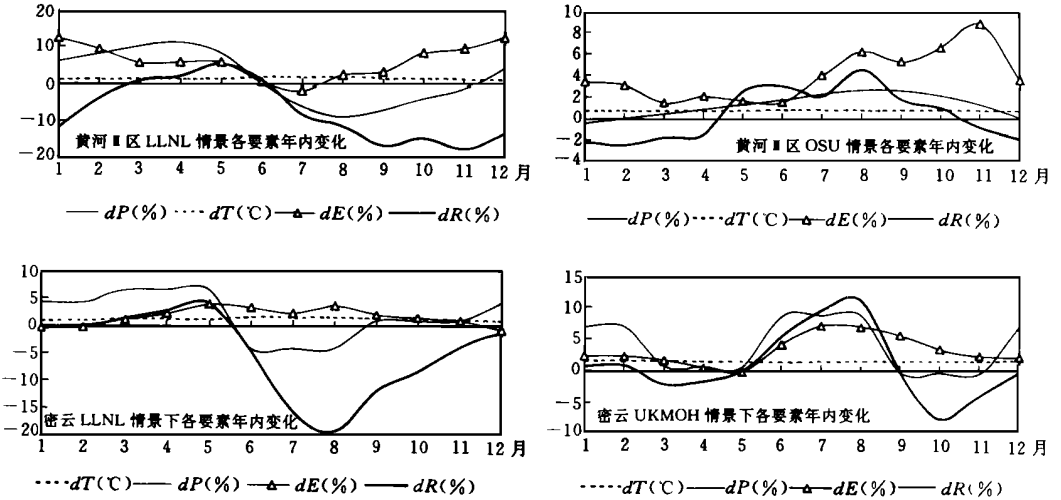 20
10
0
-10
-20
黄河Ⅲ区 LLNL 情景各要素年内变化
1 2 3 4 5 6 7 8 9 10 11 12 月
dP(%) dT(℃) dE(%) dR(%)
10
8
6
4
2
0
-2
-4
黄河Ⅲ区 OSU 情景各要素年内变化
1 2 3 4 5 6 7 8 9 10 11 12 月
dP(%) dT(℃) dE(%) dR(%)
10
5
0
-5
-10
-15
-20
密云 LLNL 情景下各要素年内变化
1 2 3 4 5 6 7 8 9 10 11 12 月
dT(℃) dP(%) dE(%) dR(%)
15
10
5
0
-5
-10
密云 UKMOH 情景下各要素年内变化
1 2 3 4 5 6 7 8 9 10 11 12 月
dT(℃) dP(%) dE(%) dR(%)